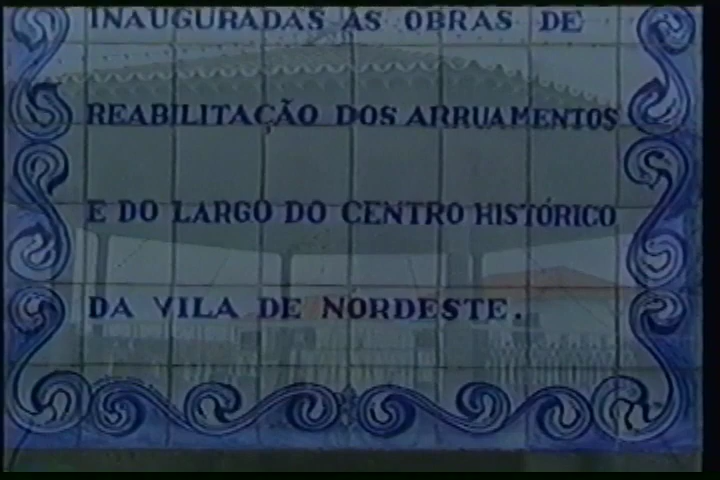 INAUGURADAS AS OBRAS DE
REABILITAÇÃO DOS ARRUAMENTOS
E DO LARGO DO CENTRO HISTÓRICO
DA VILA DE NORDESTE.